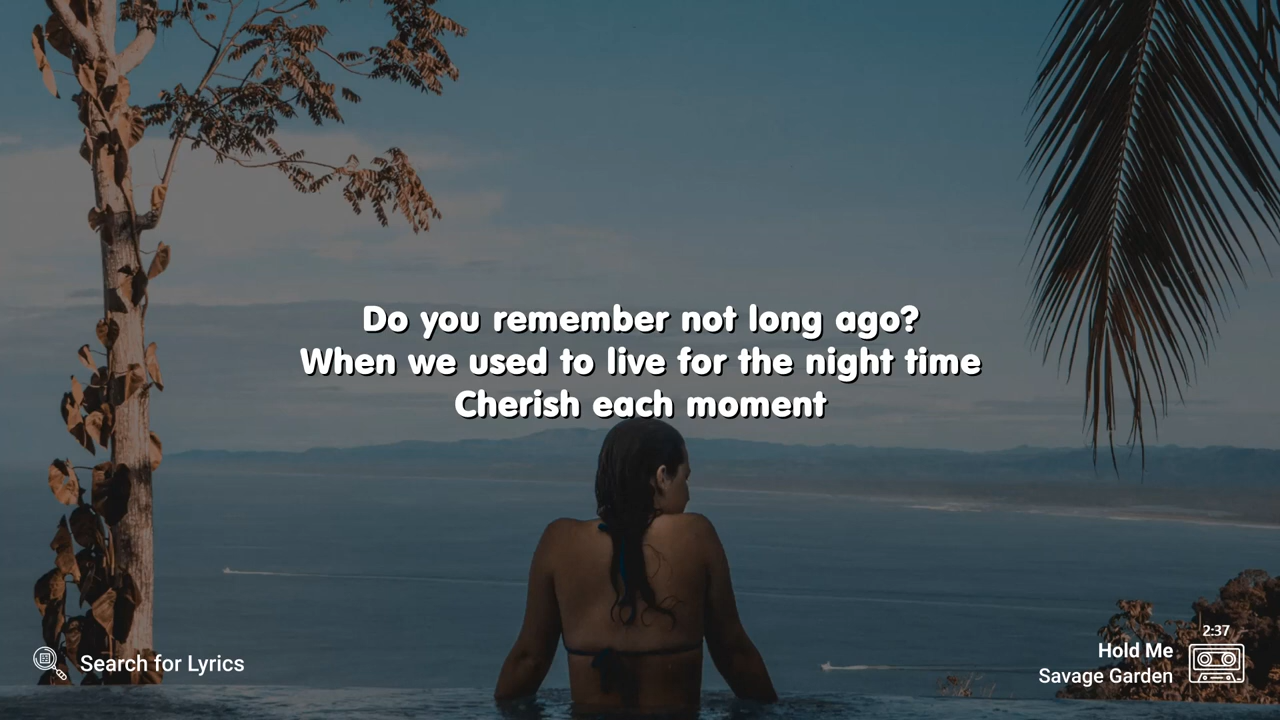 Do you remember not long ago?
When we used to live for the night time
Cherish each moment
Search for Lyrics
2:37
Hold Me
Savage Garden